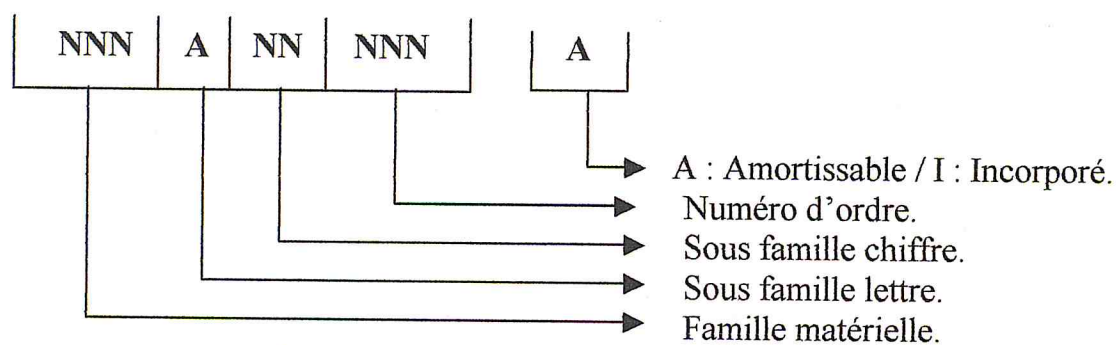 NNN A NN NNN A
A : Amortissable / I : Incorporé.
Numéro d'ordre.
Sous famille chiffre.
Sous famille lettre.
Famille matérielle.